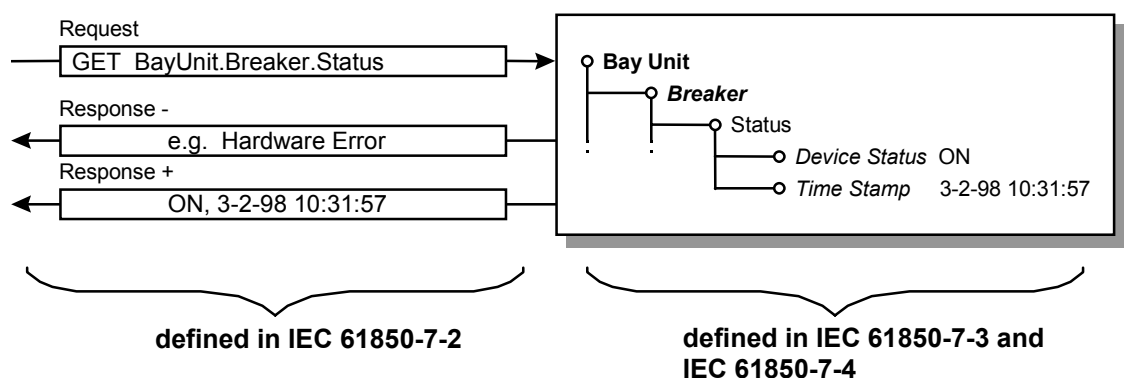 Request
GET BayUnit.Breaker.Status
Response -
e.g. Hardware Error
Response +
ON, 3-2-98 10:31:57
Bay Unit
Breaker
Status
Device Status ON
Time Stamp 3-2-98 10:31:57
defined in IEC 61850-7-2
defined in IEC 61850-7-3 and
IEC 61850-7-4